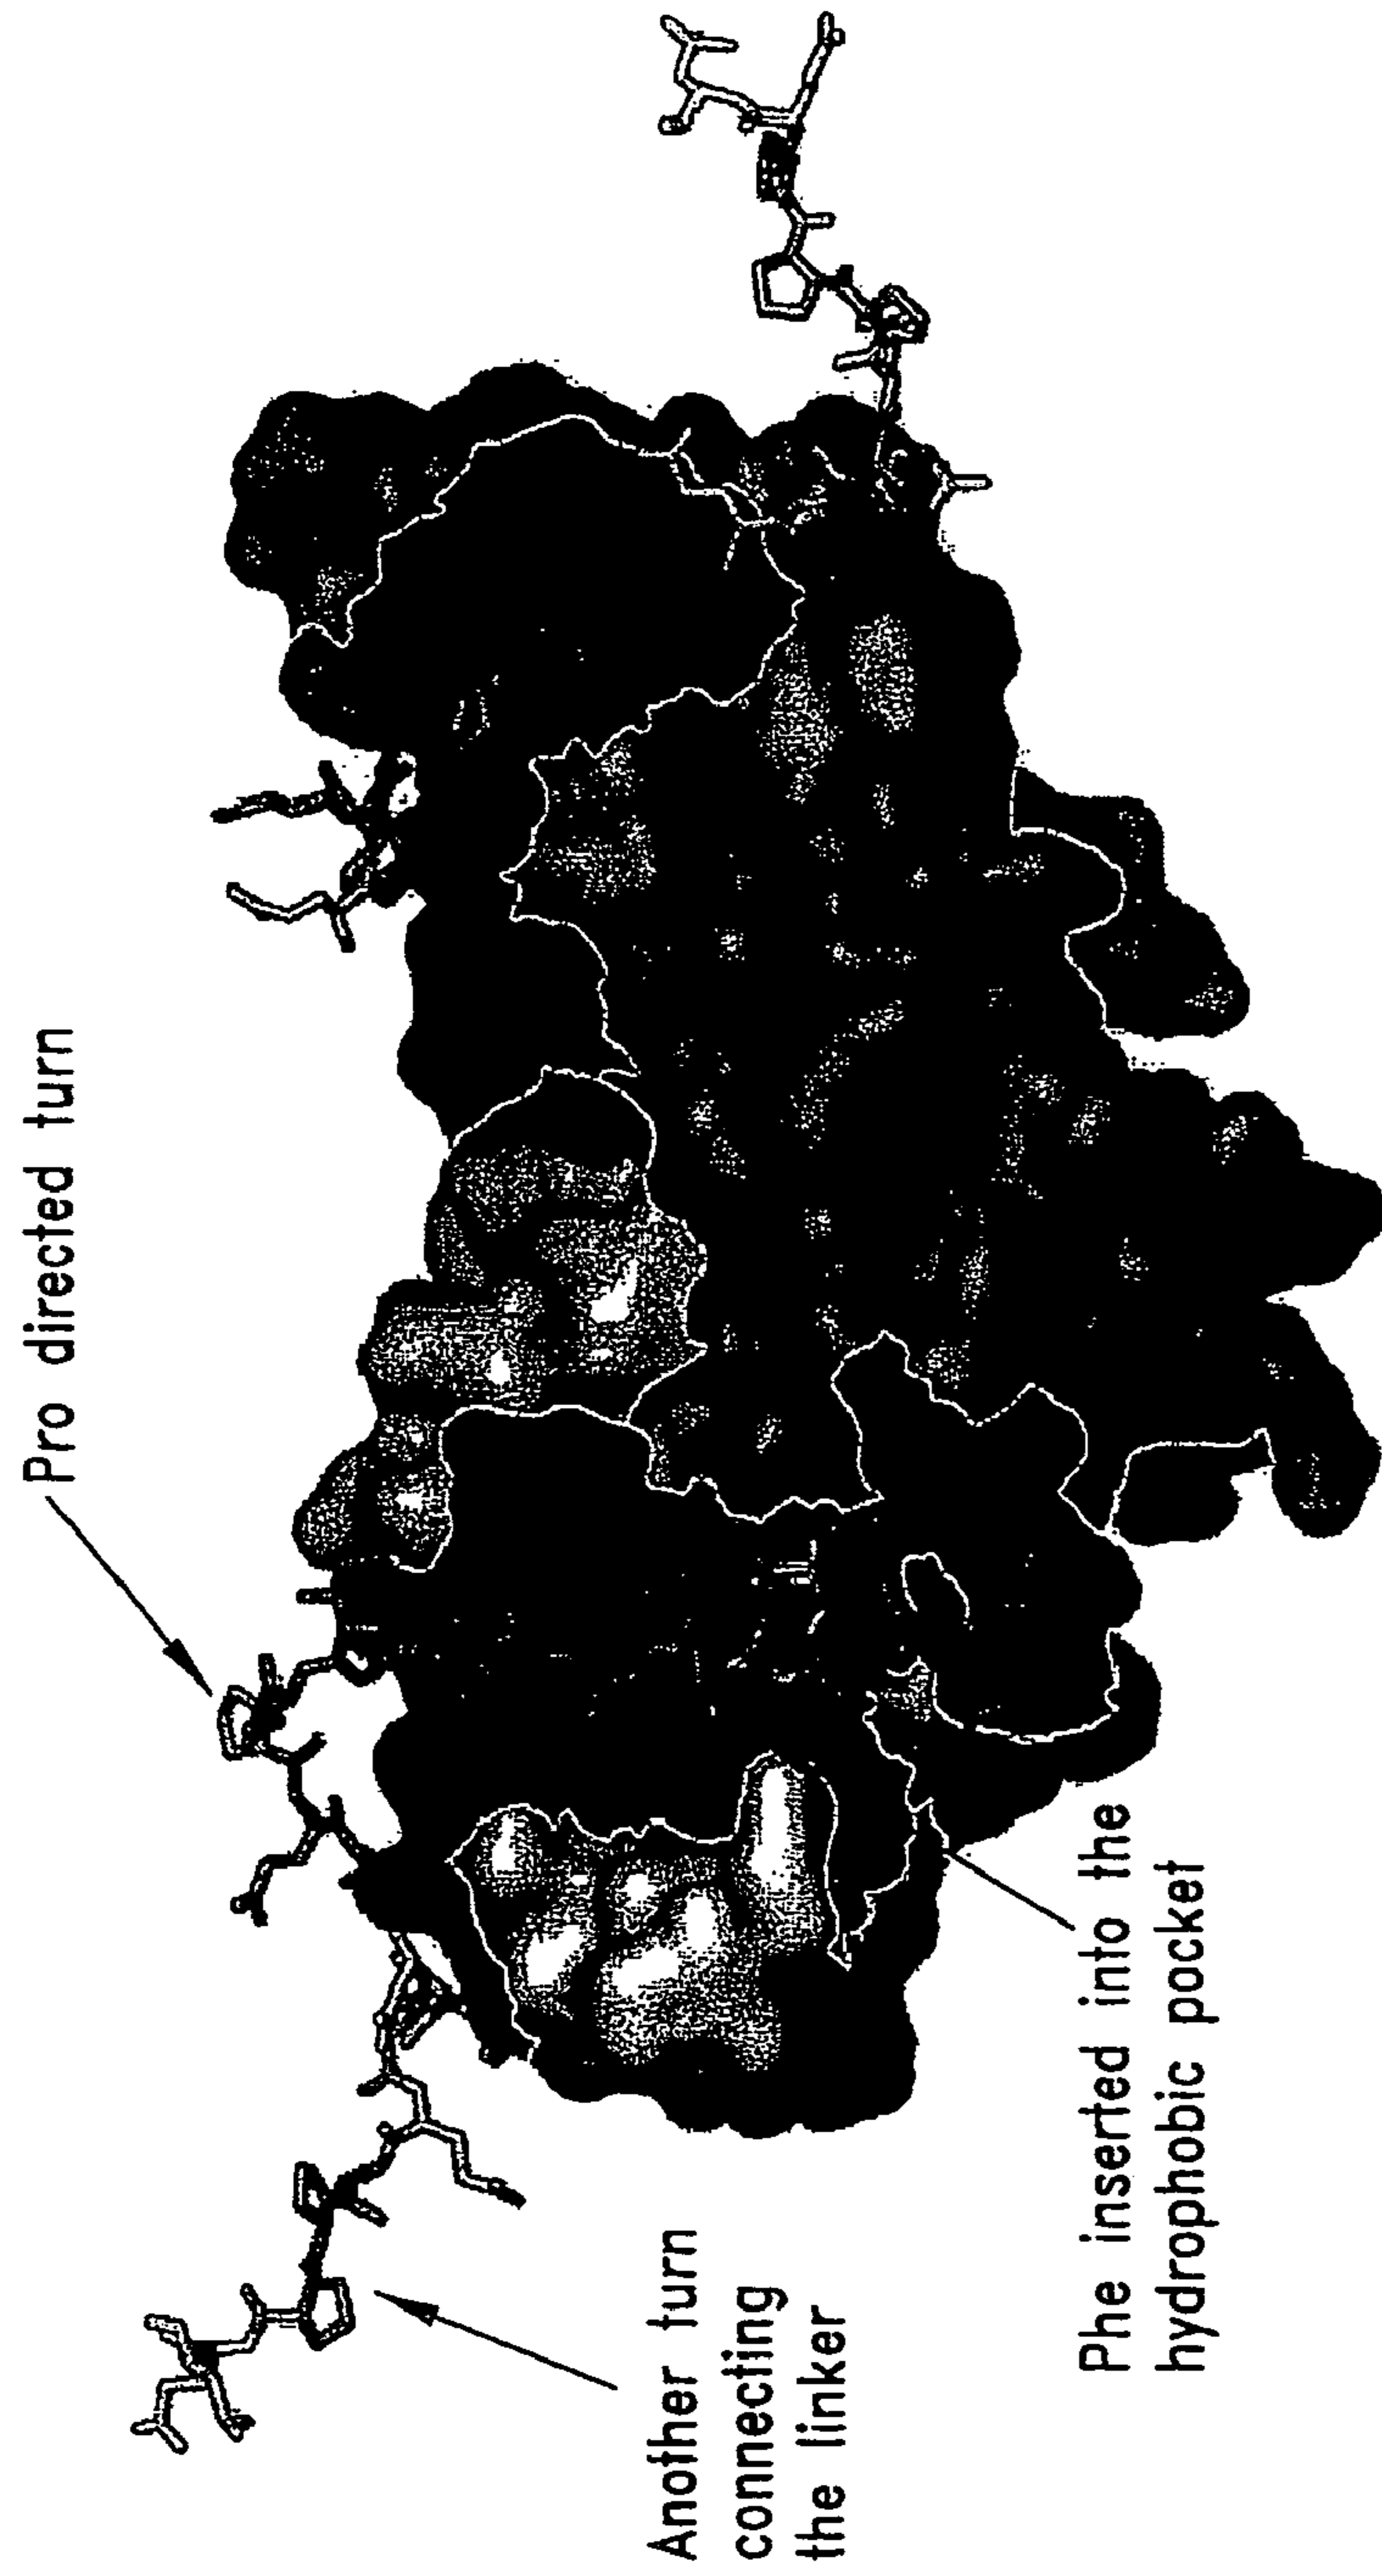 Pro directed turn
Another turn
connecting
the linker
Phe inserted into the
hydrophobic pocket